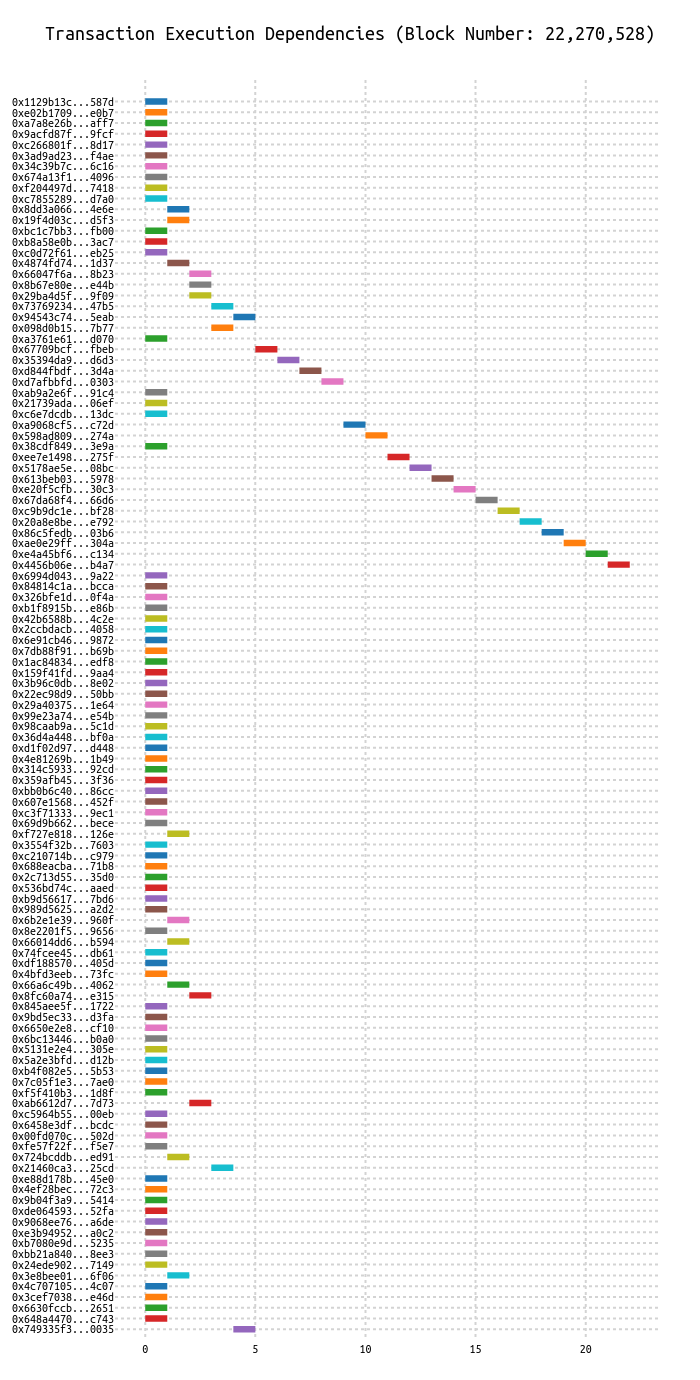 Transaction Execution Dependencies (Block Number: 22,270,528)
0x1129b13c...587d
0xe02b1709...e0b7
0xa7a8e26b...aff7
0x9acfd87f...9fcf
0xc266801f...8d17
0x3ad9ad23...f4ae
0x34c39b7c...6c16
0x674a13f1...4096
0xf204497d...7418
0xc7855289...d7a0
0x8dd3a066...4e6e
0x19f4d03c...d5f3
0xbc1c7bb3...fb00
0xb8a58e0b...3ac7
0xc0d72f61...eb25
0x4874fd74...1d37
0x66047f6a...8b23
0x8b67e80e...e44b
0x29ba4d5f...9f09
0x73769234...47b5
0x94543c74...5eab
0x098d0b15...7b77
0xa3761e61...d070
0x67709bcf...fbeb
0x35394da9...d6d3
0xd844fbdf...3d4a
0xd7afbbfd...0303
0xab9a2e6f...91c4
0x21739ada...06ef
0xc6e7dcdb...13dc
0xa9068cf5...c72d
0x598ad809...274a
0x38cdf849...3e9a
0xee7e1498...275f
0x5178ae5e...08bc
0x613beb03...5978
0xe20f5cfb...30c3
0x67da68f4...66d6
0xc9b9dc1e...bf28
0x20a8e8be...e792
0x86c5fedb...03b6
0xae0e29ff...304a
0xe4a45bf6...c134
0x4456b06e...b4a7
0x6994d043...9a22
0x84814c1a...bcca
0x326bfe1d...0f4a
0xb1f8915b...e86b
0x42b6588b...4c2e
0x2ccbdacb...4058
0x6e91cb46...9872
0x7db88f91...b69b
0x1ac84834...edf8
0x159f41fd...9aa4
0x3b96c0db...8e02
0x22ec98d9...50bb
0x29a40375...1e64
0x99e23a74...e54b
0x98caab9a...5c1d
0x36d4a448...bf0a
0xd1f02d97...d448
0x4e81269b...1b49
0x314c5933...92cd
0x359afb45...3f36
0xbb0b6c40...86cc
0x607e1568...452f
0xc3f71333...9ec1
0x69d9b662...bece
0xf727e818...126e
0x3554f32b...7603
0xc210714b...c979
0x688eacba...71b8
0x2c713d55...35d0
0x536bd74c...aaed
0xb9d56617...7bd6
0x989d5625...a2d2
0x6b2e1e39...960f
0x8e2201f5...9656
0x66014dd6...b594
0x74fcee45...db61
0xdf188570...405d
0x4bfd3eeb...73fc
0x66a6c49b...4062
0x8fc60a74...e315
0x845aee5f...1722
0x9bd5ec33...d3fa
0x6650e2e8...cf10
0x6bc13446...b0a0
0x5131e2e4...305e
0x5a2e3bfd...d12b
0xb4f082e5...5b53
0x7c05f1e3...7ae0
0xf5f410b3...1d8f
0xab6612d7...7d73
0xc5964b55...00eb
0x6458e3df...bcdc
0x00fd070c...502d
0xfe57f22f...f5e7
0x724bcddb...ed91
0x21460ca3...25cd
0xe88d178b...45e0
0x4ef28bec...72c3
0x9b04f3a9...5414
0xde064593...52fa
0x9068ee76...a6de
0xe3b94952...a0c2
0xb7080e9d...5235
0xbb21a840...8ee3
0x24ede902...7149
0x3e8bee01...6f06
0x4c707105...4c07
0x3cef7038...e46d
0x6630fccb...2651
0x648a4470...c743
0x749335f3...0035
0 5 10 15 20